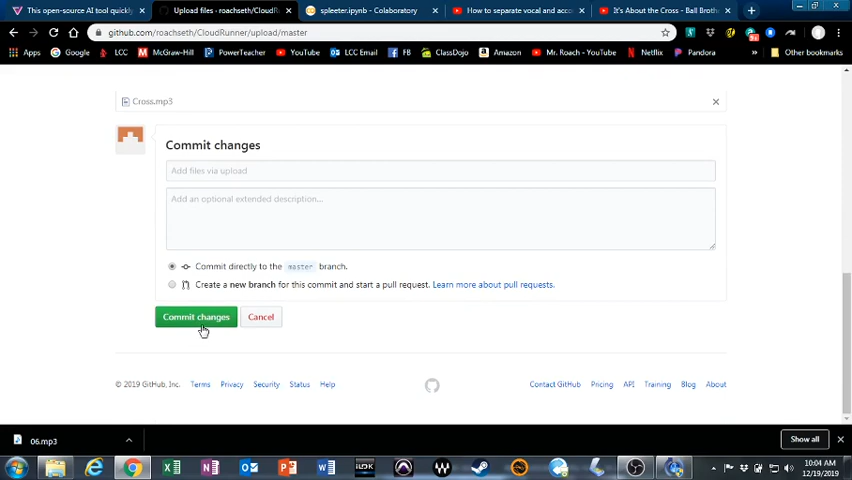 This open-source AI tool quickly
Upload files - roachseth/CloudR
spleeter.ipynb - Colaboratory
How to separate vocal and acco
It's About the Cross - Ball Broth
github.com/roachseth/CloudRunner/upload/master
Apps
Google
LCC
McGraw-Hill
PowerTeacher
YouTube
LCC Email
FB
ClassDojo
Amazon
Mr. Roach - YouTube
Netflix
Pandora
Other bookmarks
Cross.mp3
Commit changes
Add files via upload
Add an optional extended description...
Commit directly to the master branch.
Create a new branch for this commit and start a pull request. Learn more about pull requests.
Commit changes
Cancel
© 2019 GitHub, Inc.
Terms
Privacy
Security
Status
Help
Contact GitHub
Pricing
API
Training
Blog
About
06.mp3
Show all
10:04 AM
12/19/2019